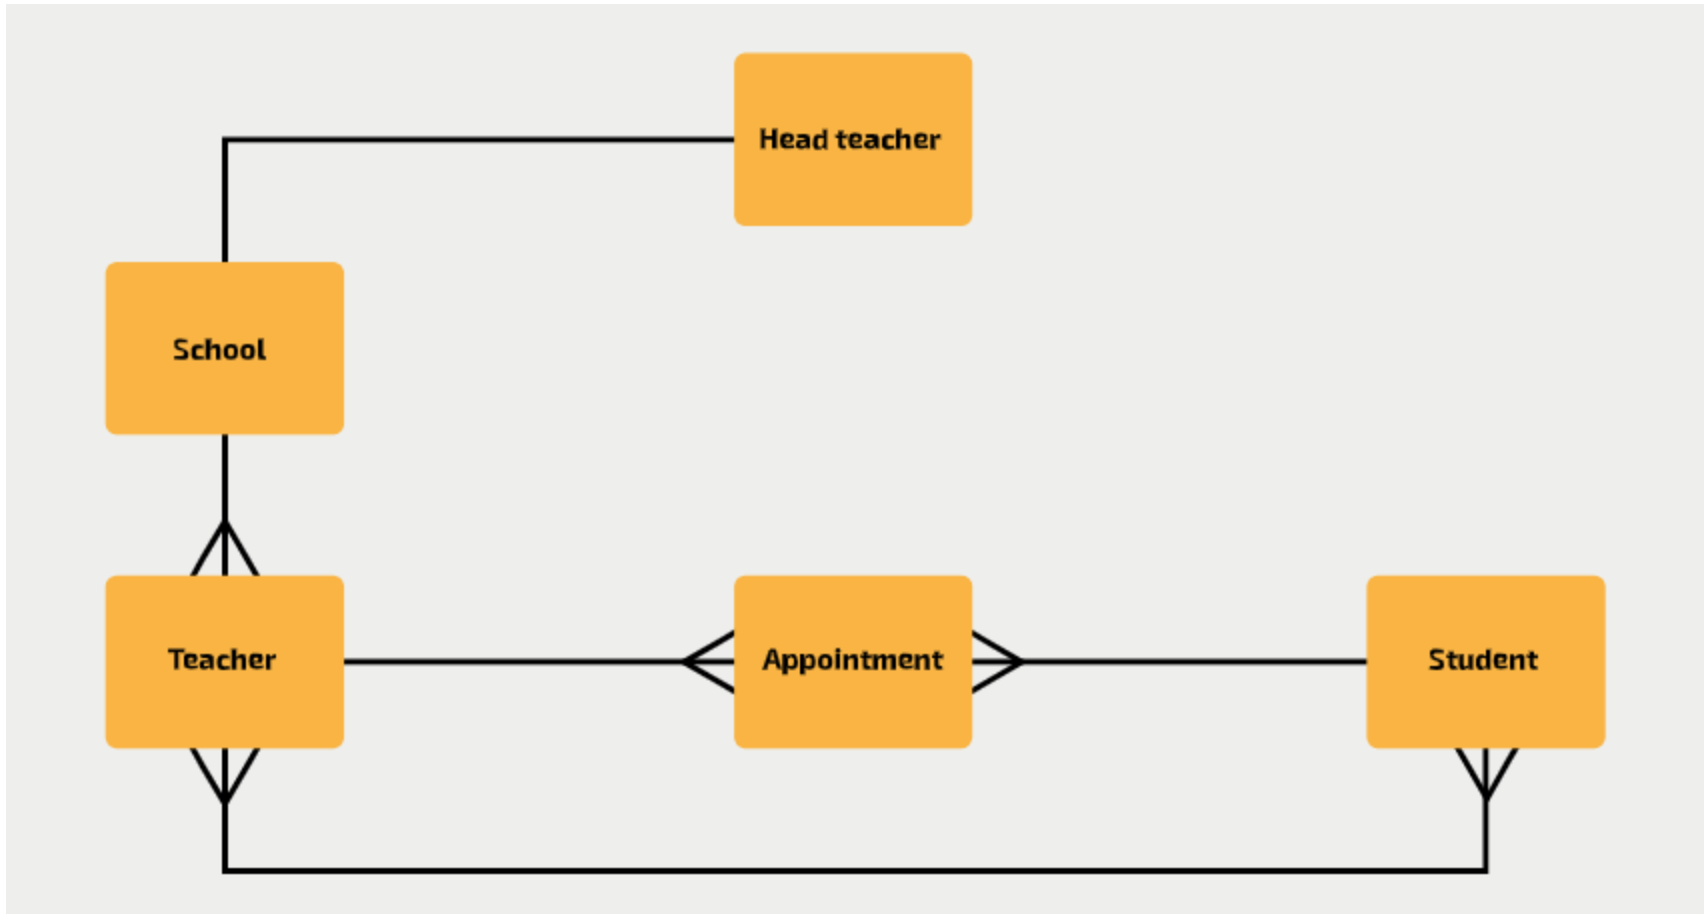 Head teacher
School
Teacher
Appointment
Student